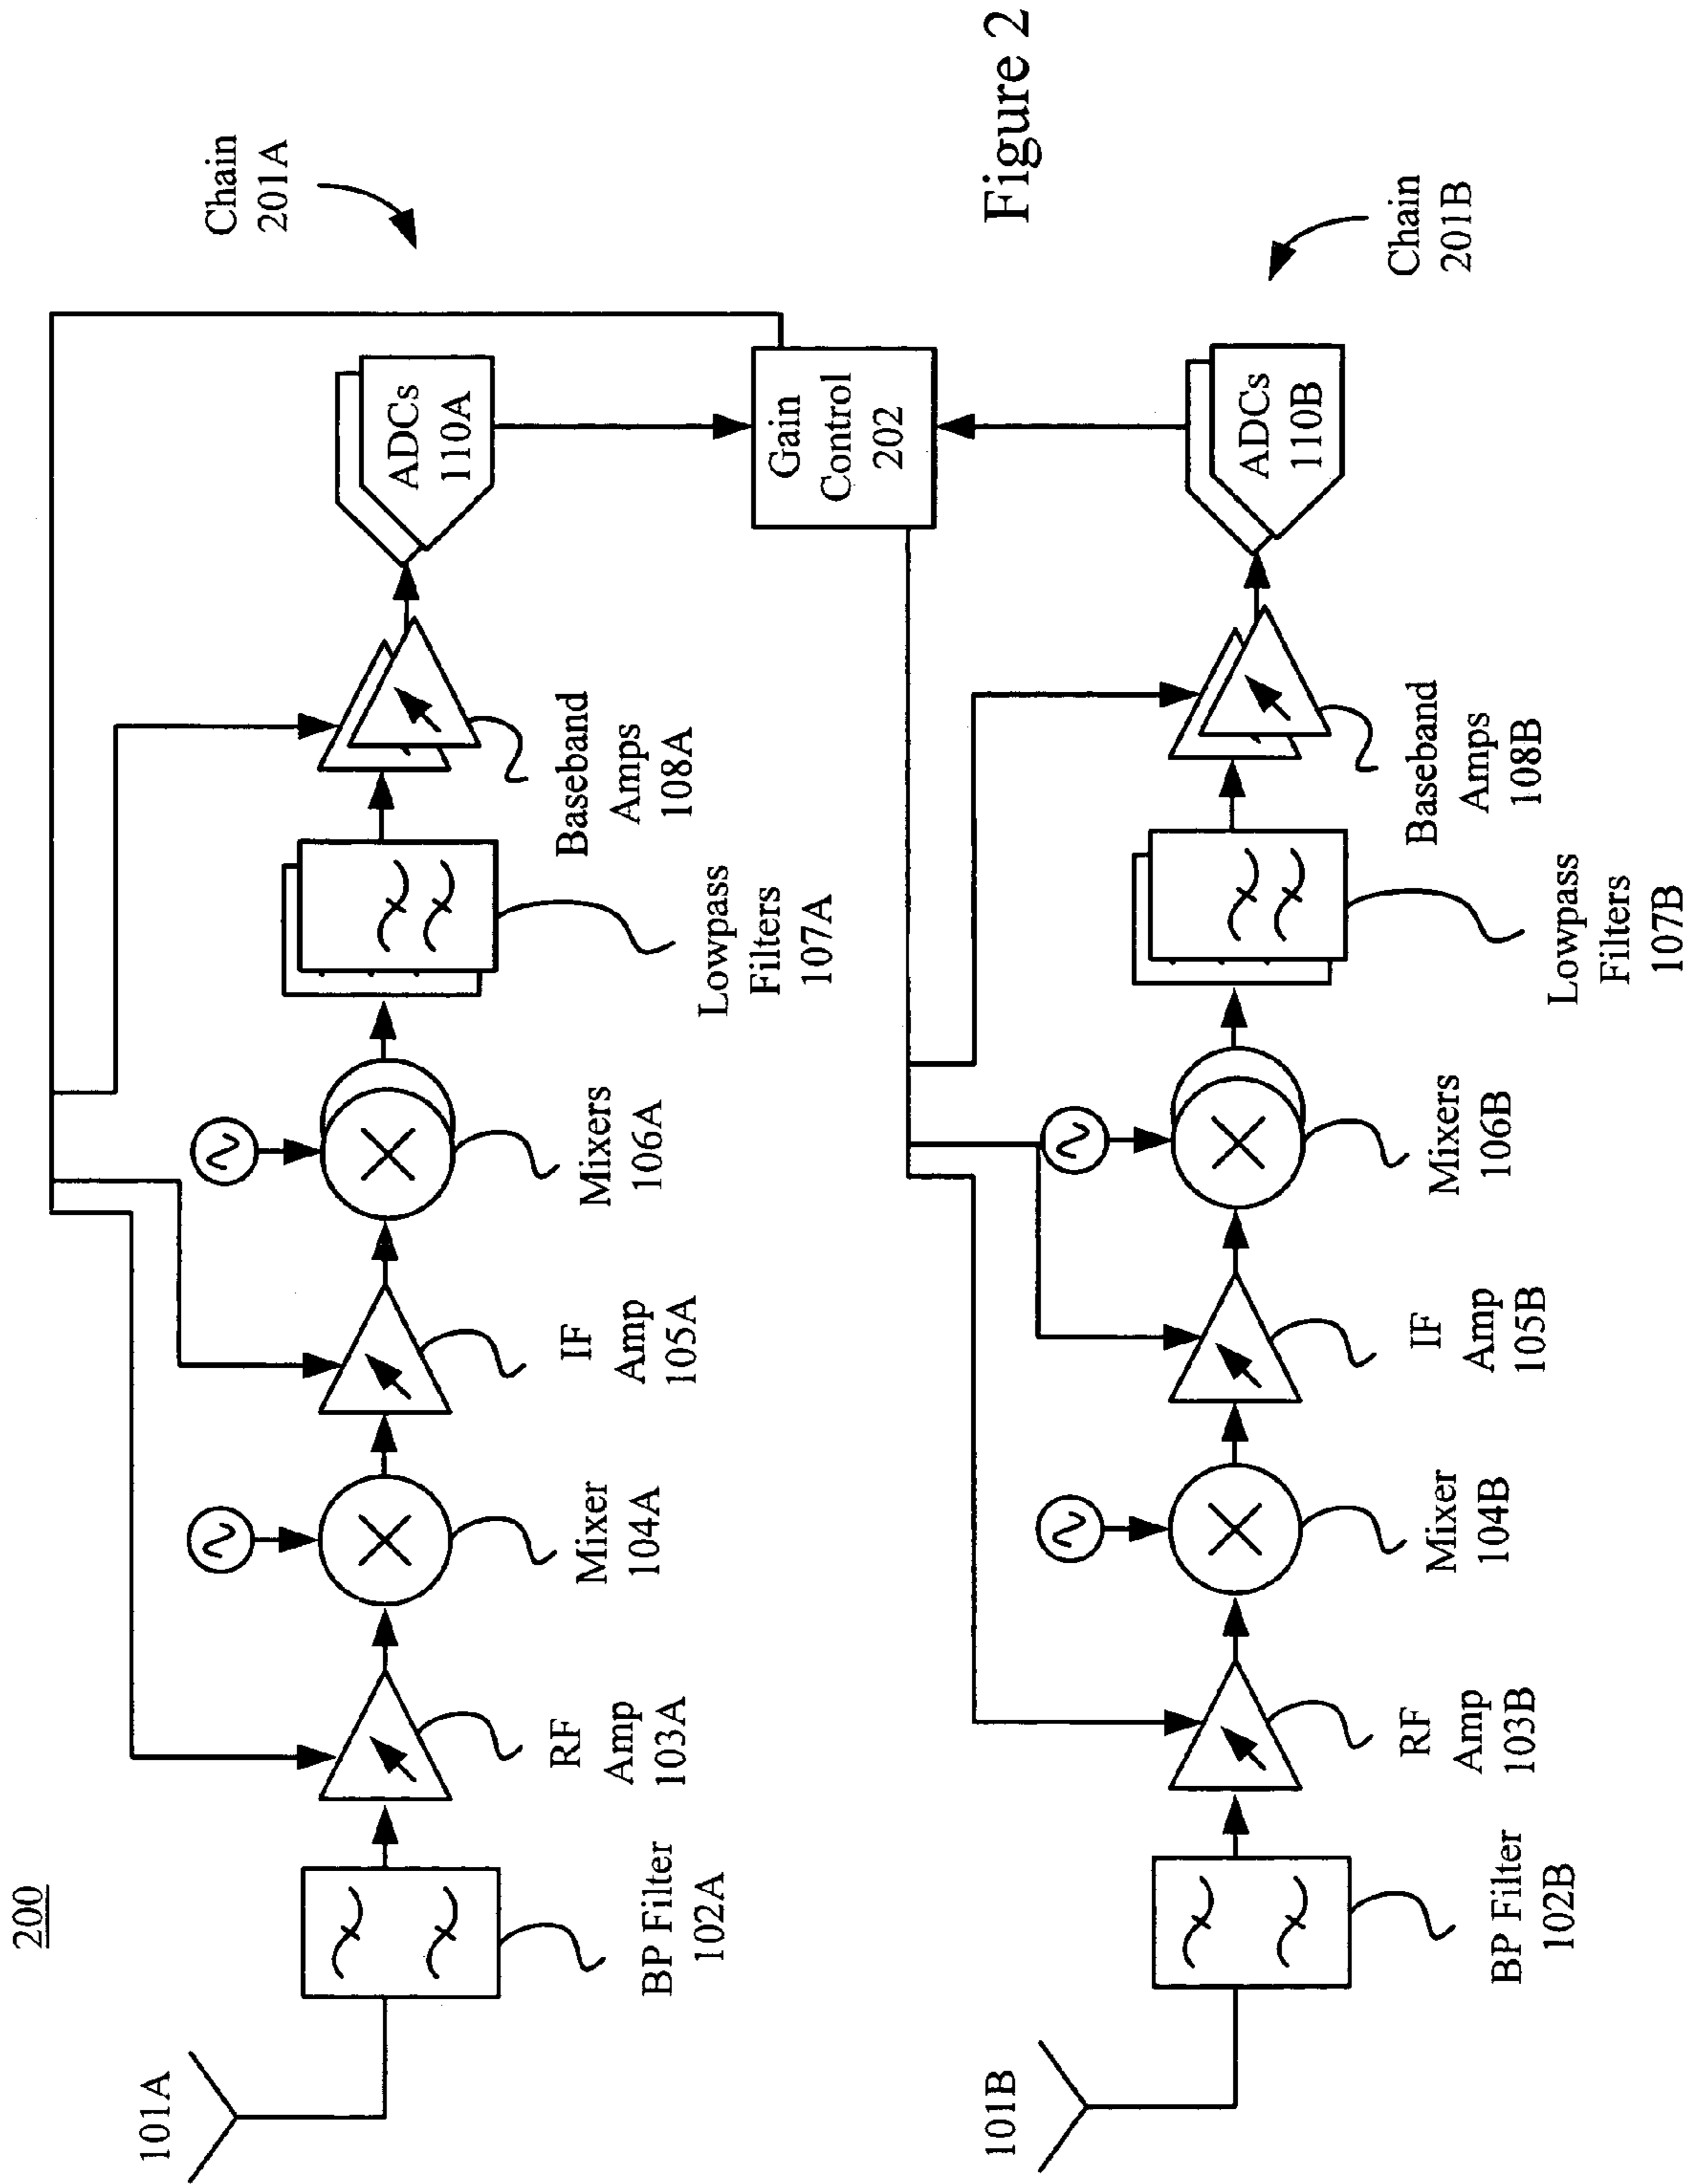 200
101A
BP Filter
102A
RF
Amp
103A
Mixer
104A
IF
Amp
105A
Mixers
106A
Lowpass
Filters
107A
Baseband
Amps
108A
ADCs
110A
Chain
201A
Gain
Control
202
101B
BP Filter
102B
RF
Amp
103B
Mixer
104B
IF
Amp
105B
Mixers
106B
Lowpass
Filters
107B
Baseband
Amps
108B
ADCs
110B
Chain
201B
Figure 2